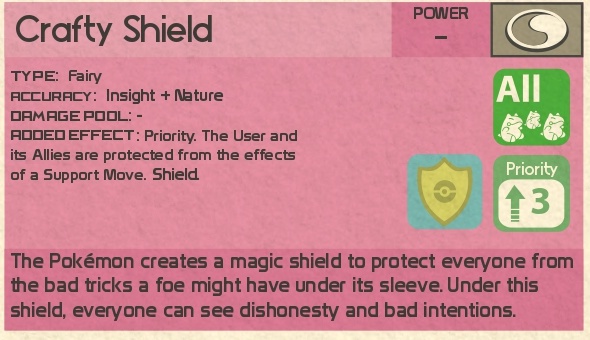 Crafty Shield
POWER
–
TYPE: Fairy
ACCURACY: Insight + Nature
DAMAGE POOL: -
ADDED EFFECT: Priority. The User and
its Allies are protected from the effects
of a Support Move. Shield.
All
Priority
3
The Pokémon creates a magic shield to protect everyone from
the bad tricks a foe might have under its sleeve. Under this
shield, everyone can see dishonesty and bad intentions.